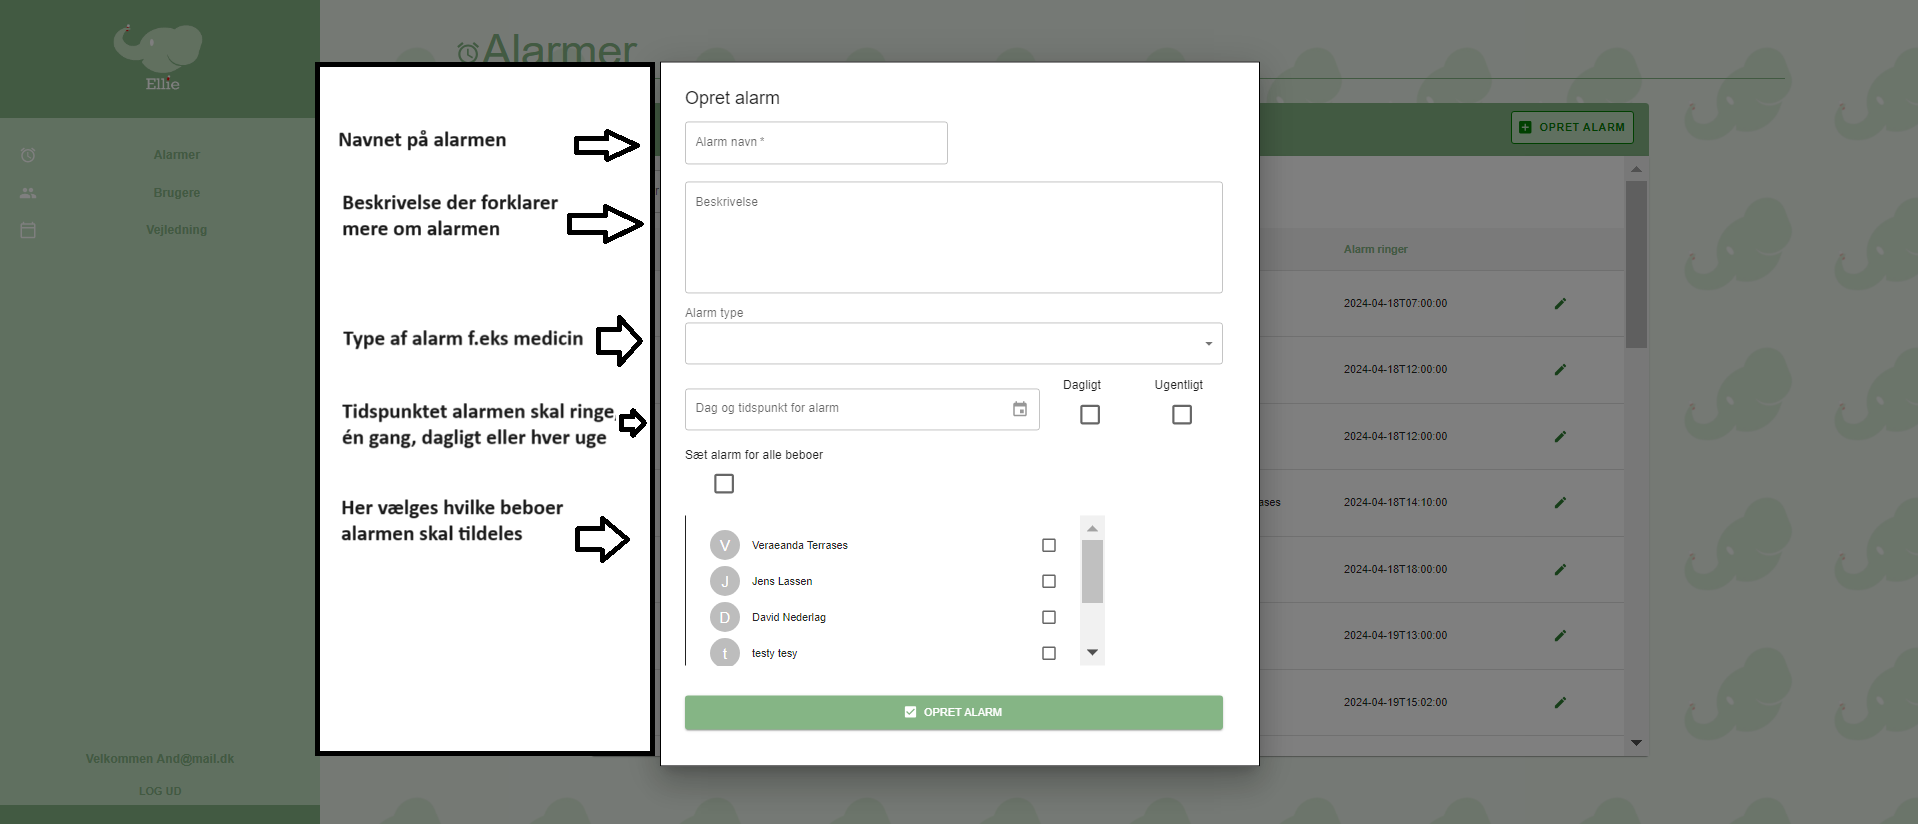 Ellie
Alarmer
Brugere
Vejledning
Velkommen And@mail.dk
LOG UD
Alarmer
OPRET ALARM
Alarm ringer
2024-04-18T07:00:00
2024-04-18T12:00:00
2024-04-18T12:00:00
2024-04-18T14:10:00
2024-04-18T18:00:00
2024-04-19T13:00:00
2024-04-19T15:02:00
Navnet på alarmen
Beskrivelse der forklarer
mere om alarmen
Type af alarm f.eks medicin
Tidspunktet alarmen skal ringe,
én gang, dagligt eller hver uge
Her vælges hvilke beboer
alarmen skal tildeles
Opret alarm
Alarm navn *
Beskrivelse
Alarm type
Dag og tidspunkt for alarm
Dagligt
Ugentligt
Sæt alarm for alle beboer
V Veraeanda Terrases
J Jens Lassen
D David Nederlag
t testy tesy
OPRET ALARM